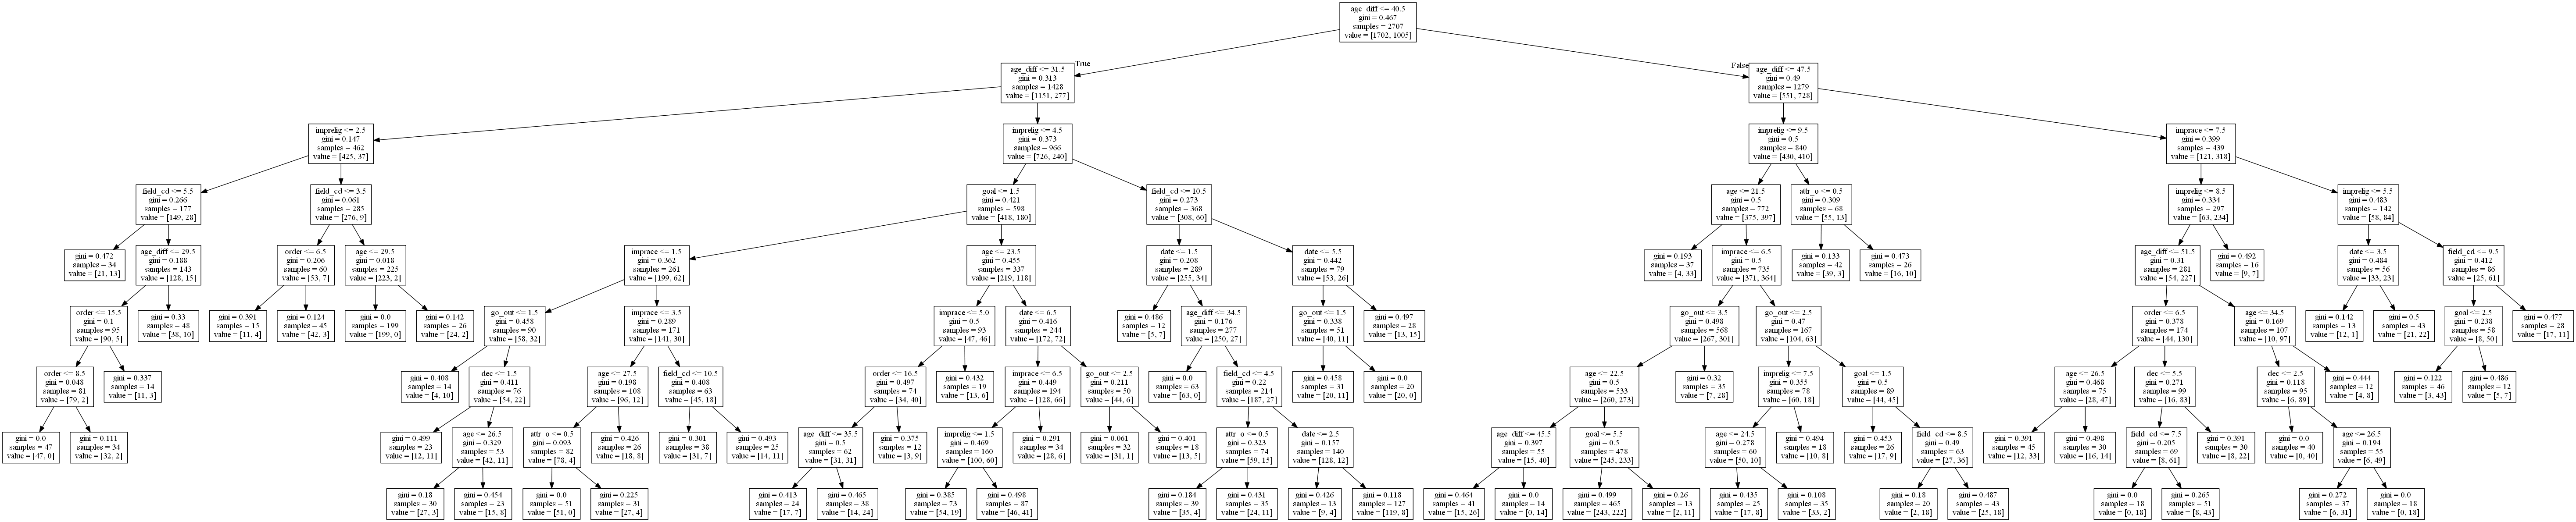 age_diff <= 40.5
gini = 0.467
samples = 2707
value = [1702, 1005]
True
False
age_diff <= 31.5
gini = 0.313
samples = 1428
value = [1151, 277]
age_diff <= 47.5
gini = 0.49
samples = 1279
value = [551, 728]
imprelig <= 2.5
gini = 0.147
samples = 462
value = [425, 37]
imprelig <= 4.5
gini = 0.373
samples = 966
value = [726, 240]
imprelig <= 9.5
gini = 0.5
samples = 840
value = [430, 410]
imprace <= 7.5
gini = 0.399
samples = 439
value = [121, 318]
field_cd <= 5.5
gini = 0.266
samples = 177
value = [149, 28]
field_cd <= 3.5
gini = 0.061
samples = 285
value = [276, 9]
goal <= 1.5
gini = 0.421
samples = 598
value = [418, 180]
field_cd <= 10.5
gini = 0.273
samples = 368
value = [308, 60]
age <= 21.5
gini = 0.5
samples = 772
value = [375, 397]
attr_o <= 0.5
gini = 0.309
samples = 68
value = [55, 13]
imprelig <= 8.5
gini = 0.334
samples = 297
value = [63, 234]
imprelig <= 5.5
gini = 0.483
samples = 142
value = [58, 84]
gini = 0.472
samples = 34
value = [21, 13]
age_diff <= 29.5
gini = 0.188
samples = 143
value = [128, 15]
order <= 6.5
gini = 0.206
samples = 60
value = [53, 7]
age <= 29.5
gini = 0.018
samples = 225
value = [223, 2]
imprace <= 1.5
gini = 0.362
samples = 261
value = [199, 62]
age <= 23.5
gini = 0.455
samples = 337
value = [219, 118]
date <= 1.5
gini = 0.208
samples = 289
value = [255, 34]
date <= 5.5
gini = 0.442
samples = 79
value = [53, 26]
gini = 0.193
samples = 37
value = [4, 33]
imprace <= 6.5
gini = 0.5
samples = 735
value = [371, 364]
gini = 0.133
samples = 42
value = [39, 3]
gini = 0.473
samples = 26
value = [16, 10]
age_diff <= 51.5
gini = 0.31
samples = 281
value = [54, 227]
gini = 0.492
samples = 16
value = [9, 7]
date <= 3.5
gini = 0.484
samples = 56
value = [33, 23]
field_cd <= 9.5
gini = 0.412
samples = 86
value = [25, 61]
order <= 15.5
gini = 0.1
samples = 95
value = [90, 5]
gini = 0.33
samples = 48
value = [38, 10]
gini = 0.391
samples = 15
value = [11, 4]
gini = 0.124
samples = 45
value = [42, 3]
gini = 0.0
samples = 199
value = [199, 0]
gini = 0.142
samples = 26
value = [24, 2]
go_out <= 1.5
gini = 0.458
samples = 90
value = [58, 32]
imprace <= 3.5
gini = 0.289
samples = 171
value = [141, 30]
imprace <= 5.0
gini = 0.5
samples = 93
value = [47, 46]
date <= 6.5
gini = 0.416
samples = 244
value = [172, 72]
gini = 0.486
samples = 12
value = [5, 7]
age_diff <= 34.5
gini = 0.176
samples = 277
value = [250, 27]
go_out <= 1.5
gini = 0.338
samples = 51
value = [40, 11]
gini = 0.497
samples = 28
value = [13, 15]
go_out <= 3.5
gini = 0.498
samples = 568
value = [267, 301]
go_out <= 2.5
gini = 0.47
samples = 167
value = [104, 63]
order <= 6.5
gini = 0.378
samples = 174
value = [44, 130]
age <= 34.5
gini = 0.169
samples = 107
value = [10, 97]
gini = 0.142
samples = 13
value = [12, 1]
gini = 0.5
samples = 43
value = [21, 22]
goal <= 2.5
gini = 0.238
samples = 58
value = [8, 50]
gini = 0.477
samples = 28
value = [17, 11]
order <= 8.5
gini = 0.048
samples = 81
value = [79, 2]
gini = 0.337
samples = 14
value = [11, 3]
gini = 0.408
samples = 14
value = [4, 10]
dec <= 1.5
gini = 0.411
samples = 76
value = [54, 22]
age <= 27.5
gini = 0.198
samples = 108
value = [96, 12]
field_cd <= 10.5
gini = 0.408
samples = 63
value = [45, 18]
order <= 16.5
gini = 0.497
samples = 74
value = [34, 40]
gini = 0.432
samples = 19
value = [13, 6]
imprace <= 6.5
gini = 0.449
samples = 194
value = [128, 66]
go_out <= 2.5
gini = 0.211
samples = 50
value = [44, 6]
gini = 0.0
samples = 63
value = [63, 0]
field_cd <= 4.5
gini = 0.22
samples = 214
value = [187, 27]
gini = 0.458
samples = 31
value = [20, 11]
gini = 0.0
samples = 20
value = [20, 0]
age <= 22.5
gini = 0.5
samples = 533
value = [260, 273]
gini = 0.32
samples = 35
value = [7, 28]
imprelig <= 7.5
gini = 0.355
samples = 78
value = [60, 18]
goal <= 1.5
gini = 0.5
samples = 89
value = [44, 45]
age <= 26.5
gini = 0.468
samples = 75
value = [28, 47]
dec <= 5.5
gini = 0.271
samples = 99
value = [16, 83]
dec <= 2.5
gini = 0.118
samples = 95
value = [6, 89]
gini = 0.444
samples = 12
value = [4, 8]
gini = 0.122
samples = 46
value = [3, 43]
gini = 0.486
samples = 12
value = [5, 7]
gini = 0.0
samples = 47
value = [47, 0]
gini = 0.111
samples = 34
value = [32, 2]
gini = 0.499
samples = 23
value = [12, 11]
age <= 26.5
gini = 0.329
samples = 53
value = [42, 11]
attr_o <= 0.5
gini = 0.093
samples = 82
value = [78, 4]
gini = 0.426
samples = 26
value = [18, 8]
gini = 0.301
samples = 38
value = [31, 7]
gini = 0.493
samples = 25
value = [14, 11]
age_diff <= 35.5
gini = 0.5
samples = 62
value = [31, 31]
gini = 0.375
samples = 12
value = [3, 9]
imprelig <= 1.5
gini = 0.469
samples = 160
value = [100, 60]
gini = 0.291
samples = 34
value = [28, 6]
gini = 0.061
samples = 32
value = [31, 1]
gini = 0.401
samples = 18
value = [13, 5]
attr_o <= 0.5
gini = 0.323
samples = 74
value = [59, 15]
date <= 2.5
gini = 0.157
samples = 140
value = [128, 12]
age_diff <= 45.5
gini = 0.397
samples = 55
value = [15, 40]
goal <= 5.5
gini = 0.5
samples = 478
value = [245, 233]
age <= 24.5
gini = 0.278
samples = 60
value = [50, 10]
gini = 0.494
samples = 18
value = [10, 8]
gini = 0.453
samples = 26
value = [17, 9]
field_cd <= 8.5
gini = 0.49
samples = 63
value = [27, 36]
gini = 0.391
samples = 45
value = [12, 33]
gini = 0.498
samples = 30
value = [16, 14]
field_cd <= 7.5
gini = 0.205
samples = 69
value = [8, 61]
gini = 0.391
samples = 30
value = [8, 22]
gini = 0.0
samples = 40
value = [0, 40]
age <= 26.5
gini = 0.194
samples = 55
value = [6, 49]
gini = 0.18
samples = 30
value = [27, 3]
gini = 0.454
samples = 23
value = [15, 8]
gini = 0.0
samples = 51
value = [51, 0]
gini = 0.225
samples = 31
value = [27, 4]
gini = 0.413
samples = 24
value = [17, 7]
gini = 0.465
samples = 38
value = [14, 24]
gini = 0.385
samples = 73
value = [54, 19]
gini = 0.498
samples = 87
value = [46, 41]
gini = 0.184
samples = 39
value = [35, 4]
gini = 0.431
samples = 35
value = [24, 11]
gini = 0.426
samples = 13
value = [9, 4]
gini = 0.118
samples = 127
value = [119, 8]
gini = 0.464
samples = 41
value = [15, 26]
gini = 0.0
samples = 14
value = [0, 14]
gini = 0.499
samples = 465
value = [243, 222]
gini = 0.26
samples = 13
value = [2, 11]
gini = 0.435
samples = 25
value = [17, 8]
gini = 0.108
samples = 35
value = [33, 2]
gini = 0.18
samples = 20
value = [2, 18]
gini = 0.487
samples = 43
value = [25, 18]
gini = 0.0
samples = 18
value = [0, 18]
gini = 0.265
samples = 51
value = [8, 43]
gini = 0.272
samples = 37
value = [6, 31]
gini = 0.0
samples = 18
value = [0, 18]